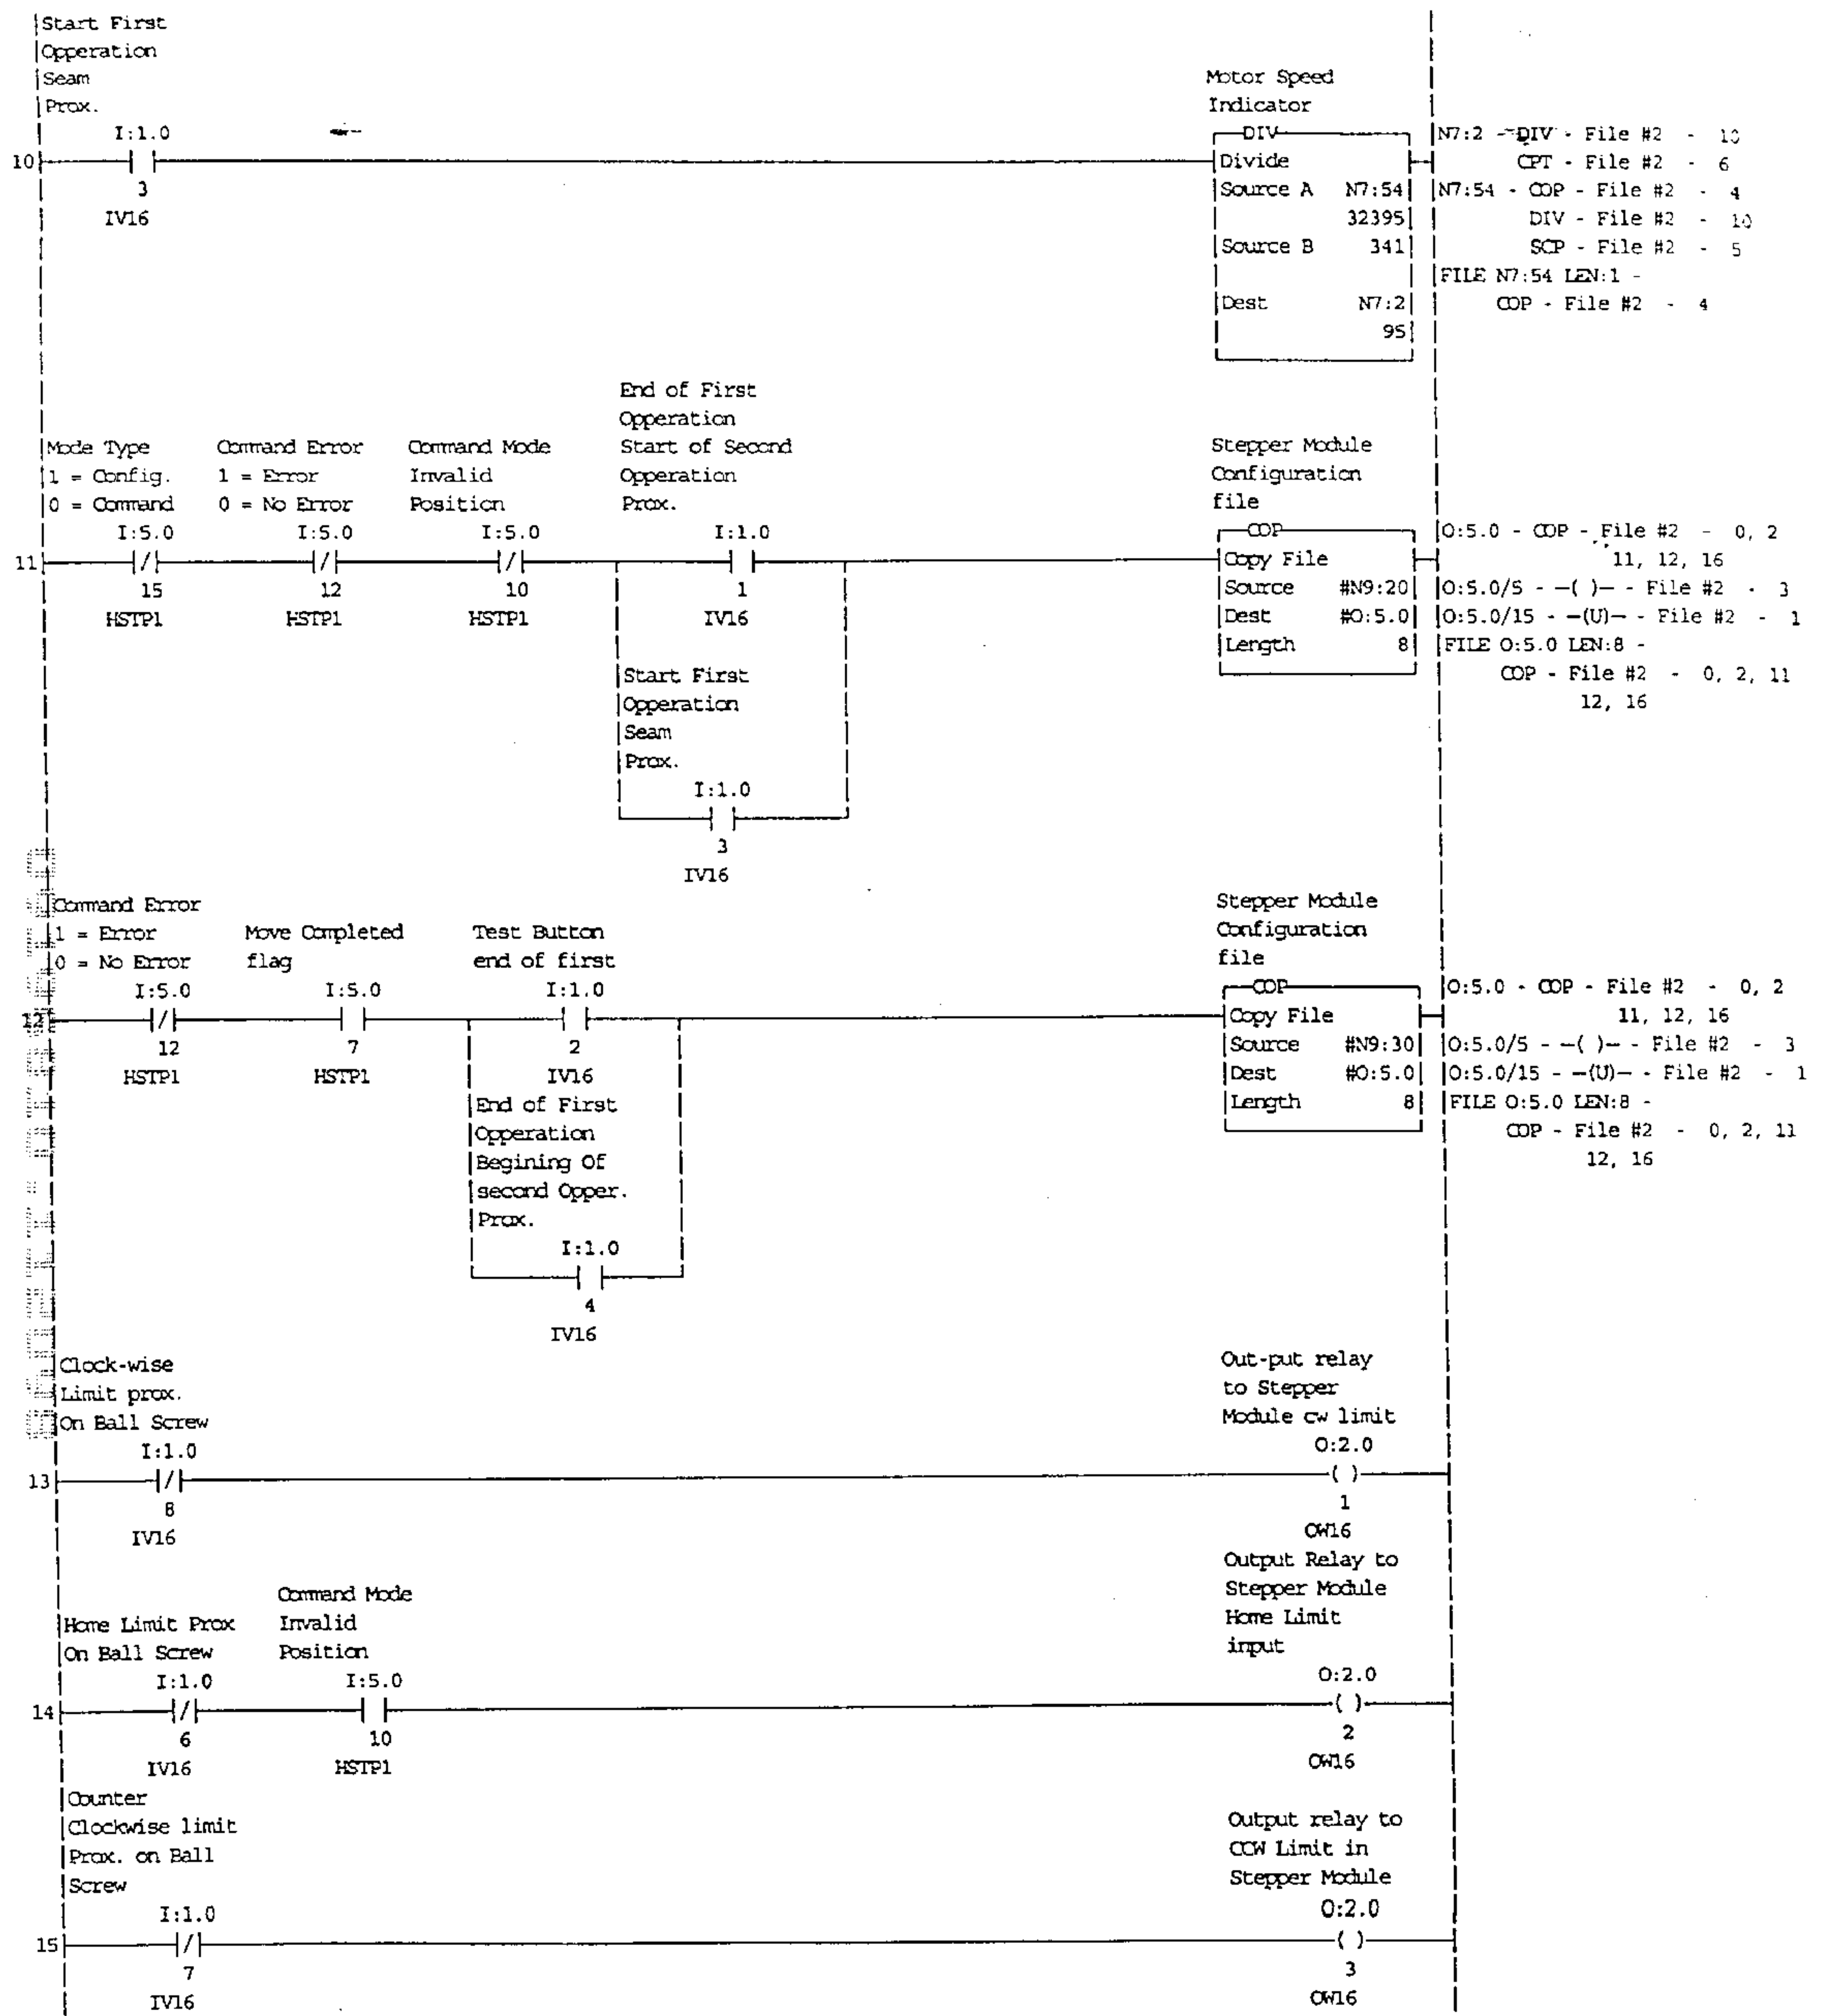 Start First
Opperation
Seam
Prox.
I:1.0
10
3
IV16
Motor Speed
Indicator
DIV
Divide
Source A N7:54
32395
Source B 341
Dest N7:2
95
N7:2 - DIV - File #2 - 10
CPT - File #2 - 6
N7:54 - COP - File #2 - 4
DIV - File #2 - 10
SCP - File #2 - 5
FILE N7:54 LEN:1 -
COP - File #2 - 4
End of First
Opperation
Mode Type Command Error Command Mode Start of Second
1 = Config. 1 = Error Invalid Opperation
0 = Command 0 = No Error Position Prox.
I:5.0 I:5.0 I:5.0 I:1.0
11
15 12 10 1
HSTP1 HSTP1 HSTP1 IV16
Start First
Opperation
Seam
Prox.
I:1.0
3
IV16
Stepper Module
Configuration
file
COP
Copy File
Source #N9:20
Dest #O:5.0
Length 8
O:5.0 - COP - File #2 - 0, 2
11, 12, 16
O:5.0/5 - -( )- - File #2 - 3
O:5.0/15 - -(U)- - File #2 - 1
FILE O:5.0 LEN:8 -
COP - File #2 - 0, 2, 11
12, 16
Command Error
1 = Error Move Completed Test Button
0 = No Error flag end of first
I:5.0 I:5.0 I:1.0
12
12 7 2
HSTP1 HSTP1 IV16
End of First
Opperation
Begining Of
second Opper.
Prox.
I:1.0
4
IV16
Stepper Module
Configuration
file
COP
Copy File
Source #N9:30
Dest #O:5.0
Length 8
O:5.0 - COP - File #2 - 0, 2
11, 12, 16
O:5.0/5 - -( )- - File #2 - 3
O:5.0/15 - -(U)- - File #2 - 1
FILE O:5.0 LEN:8 -
COP - File #2 - 0, 2, 11
12, 16
Clock-wise
Limit prox.
On Ball Screw
I:1.0
13
8
IV16
Out-put relay
to Stepper
Module cw limit
O:2.0
( )
1
OW16
Command Mode
Home Limit Prox Invalid
On Ball Screw Position
I:1.0 I:5.0
14
6 10
IV16 HSTP1
Output Relay to
Stepper Module
Home Limit
input
O:2.0
( )
2
OW16
Counter
Clockwise limit
Prox. on Ball
Screw
I:1.0
15
7
IV16
Output relay to
CCW Limit in
Stepper Module
O:2.0
( )
3
OW16